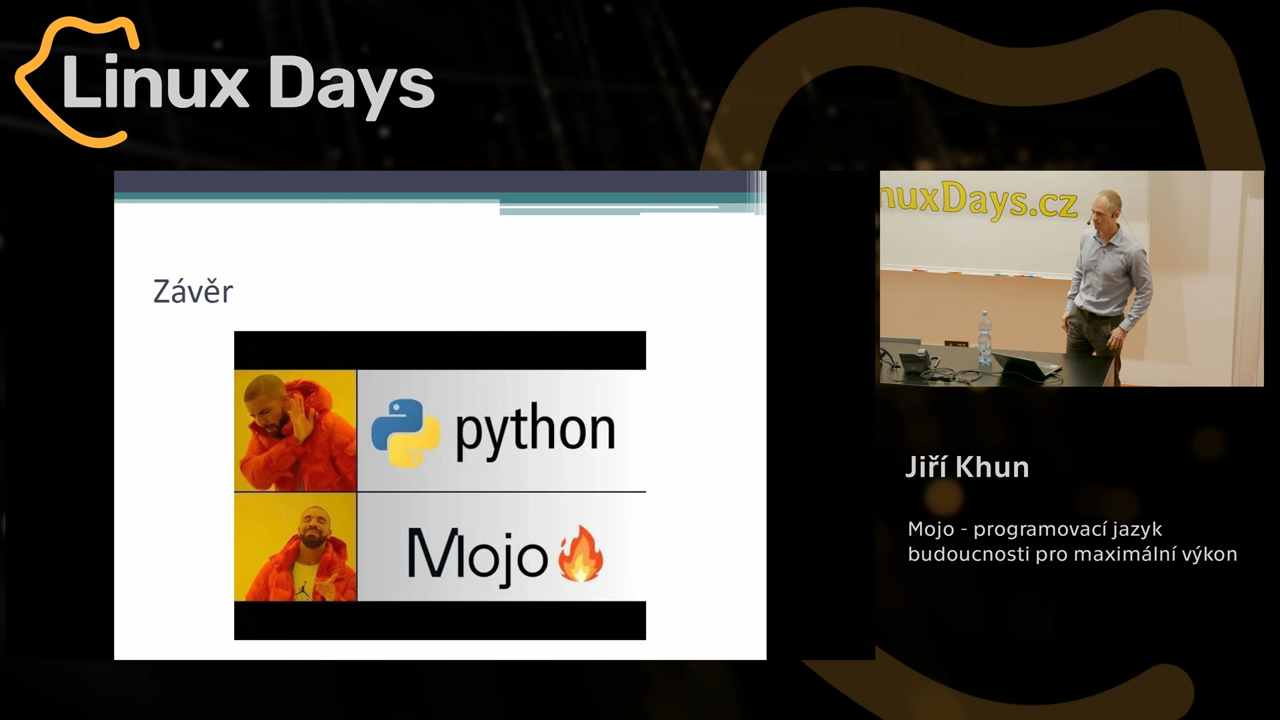 Linux Days
nuxDays.cz
Závěr
python
Mojo
Jiří Khun
Mojo - programovací jazyk
budoucnosti pro maximální výkon